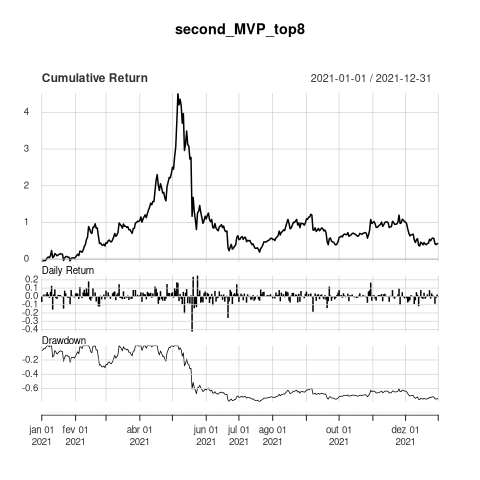 second_MVP_top8
Cumulative Return 2021-01-01 / 2021-12-31
4
3
2
1
0
Daily Return
0.2
0.1
0.0
-0.1
-0.2
-0.3
-0.4
Drawdown
-0.2
-0.4
-0.6
jan 01 fev 01 abr 01 jun 01 jul 01 ago 01 out 01 dez 01
2021 2021 2021 2021 2021 2021 2021 2021